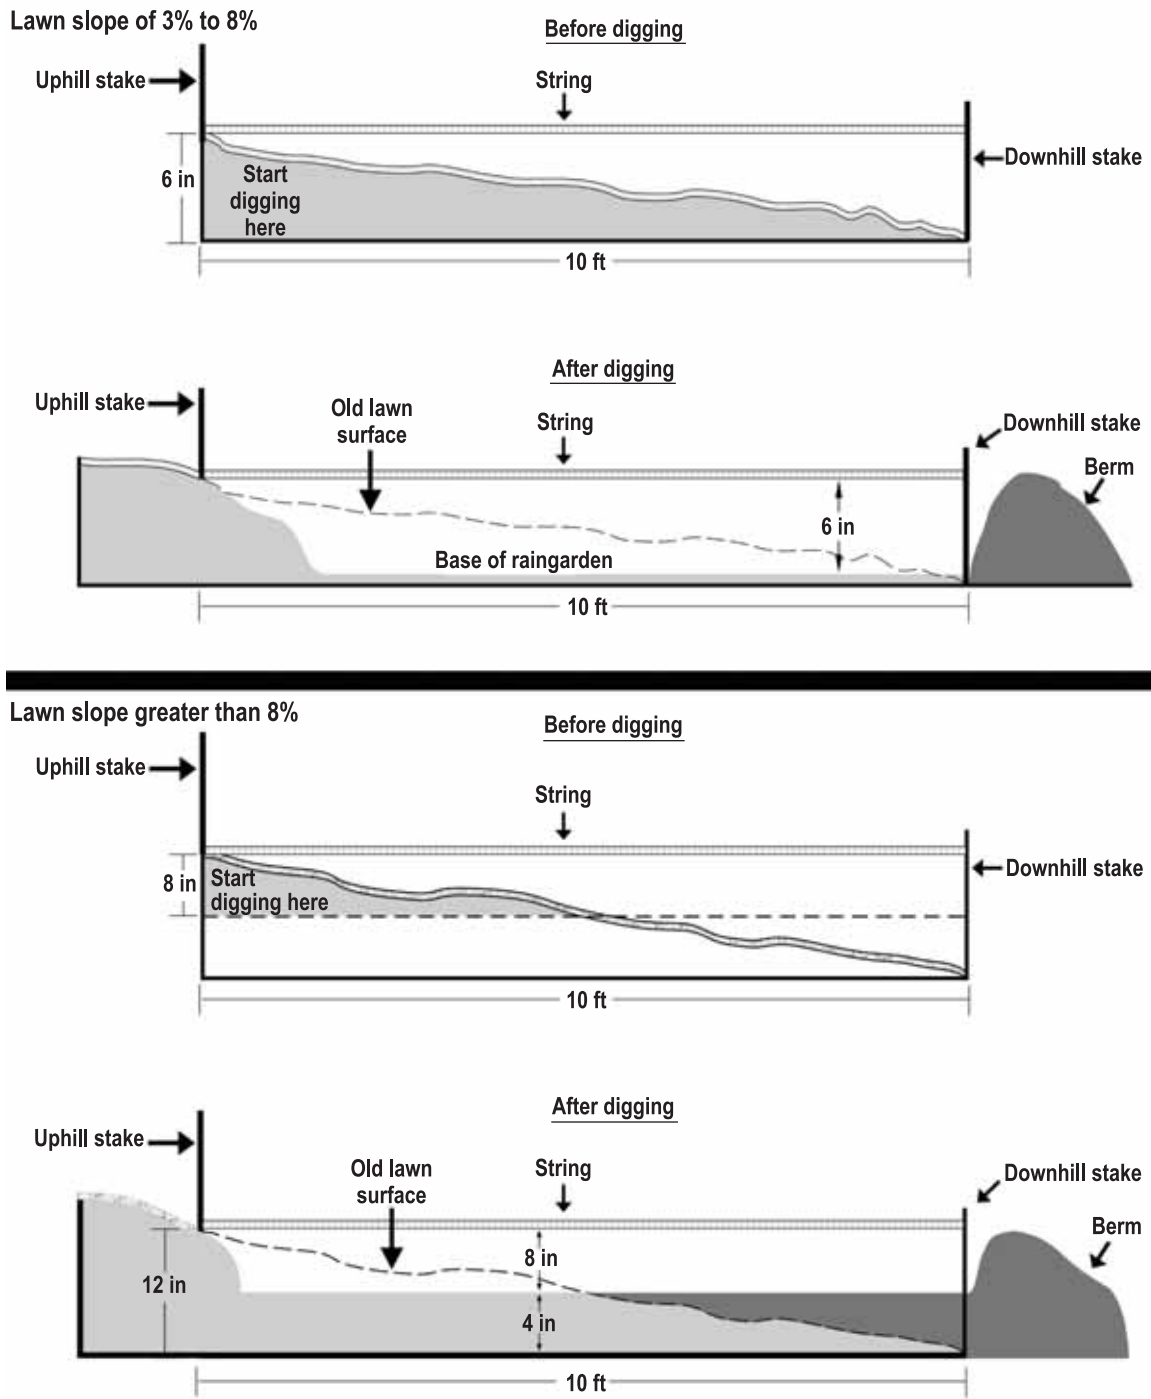 Lawn slope of 3% to 8%
Before digging
Uphill stake
String
Downhill stake
6 in
Start
digging
here
10 ft
After digging
Uphill stake
Old lawn
surface
String
Downhill stake
Berm
6 in
Base of raingarden
10 ft
Lawn slope greater than 8%
Before digging
Uphill stake
String
Downhill stake
8 in
Start
digging here
10 ft
After digging
Uphill stake
Old lawn
surface
String
Downhill stake
Berm
8 in
12 in
4 in
10 ft